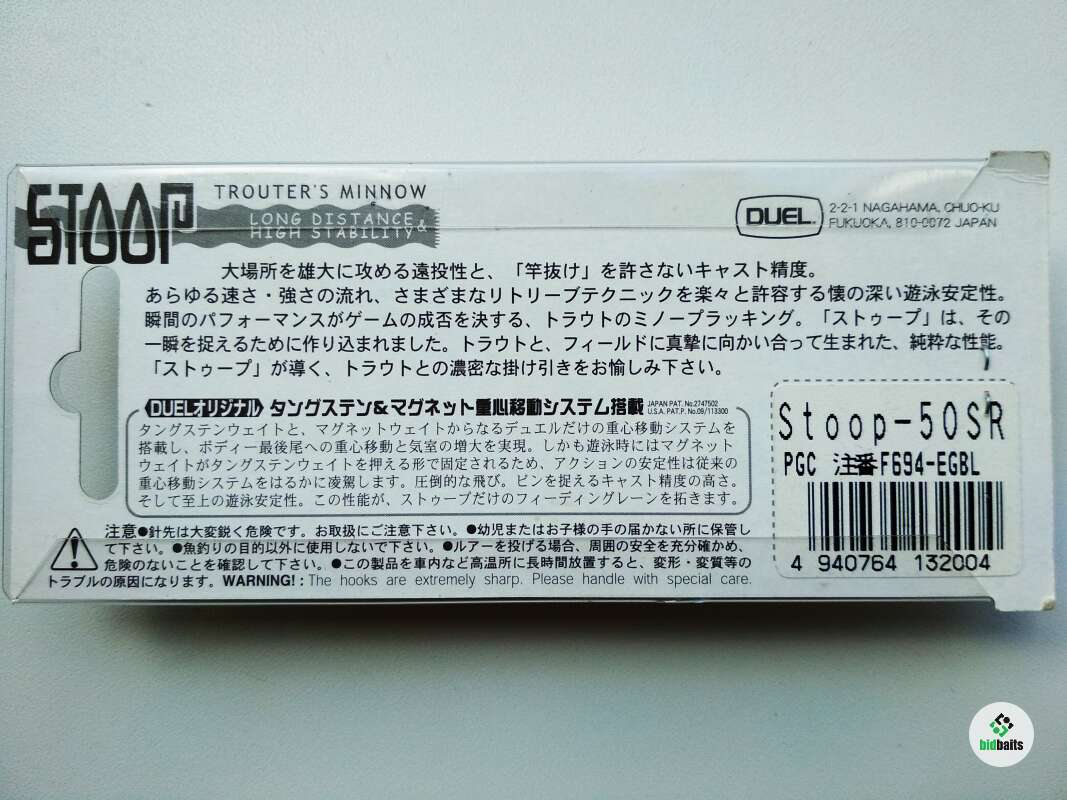 STOOP
TROUTER'S MINNOW
LONG DISTANCE &
HIGH STABILITY
DUEL
2-2-1 NAGAHAMA, CHUO-KU
FUKUOKA, 810-0072 JAPAN
大場所を雄大に攻める遠投性と、「竿抜け」を許さないキャスト精度。
あらゆる速さ・強さの流れ、さまざまなリトリーブテクニックを楽々と許容する懐の深い遊泳安定性。
瞬間のパフォーマンスがゲームの成否を決する、トラウトのミノープラッキング。「ストゥープ」は、その
一瞬を捉えるために作り込まれました。トラウトと、フィールドに真摯に向かい合って生まれた、純粋な性能。
「ストゥープ」が導く、トラウトとの濃密な掛け引きをお愉しみ下さい。
DUELオリジナル タングステン&マグネット重心移動システム搭載 JAPAN PAT. No.2747502
U.S.A. PAT.P. No.09/113300
タングステンウェイトと、マグネットウェイトからなるデュエルだけの重心移動システムを
搭載し、ボディー最後尾への重心移動と気室の増大を実現。しかも遊泳時にはマグネット
ウェイトがタングステンウェイトを押える形で固定されるため、アクションの安定性は従来の
重心移動システムをはるかに凌駕します。圧倒的な飛び。ピンを捉えるキャスト精度の高さ。
そして至上の遊泳安定性。この性能が、ストゥープだけのフィーディングレーンを拓きます。
注意●針先は大変鋭く危険です。お取扱にご注意下さい。●幼児またはお子様の手の届かない所に保管し
て下さい。●魚釣りの目的以外に使用しないで下さい。●ルアーを投げる場合、周囲の安全を充分確かめ、
危険のないことを確認して下さい。●この製品を車内など高温所に長時間放置すると、変形・変質等の
トラブルの原因になります。WARNING! : The hooks are extremely sharp. Please handle with special care.
Stoop-50SR
PGC 注番F694-EGBL
4 940764 132004
bidbaits